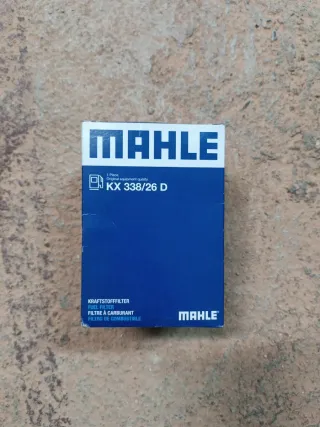 MAHLE
1 Piece
Original equipment quality
KX 338/26 D
KRAFTSTOFFFILTER
FUEL FILTER
FILTRE À CARBURANT
FILTRO DE COMBUSTIBLE
MAHLE